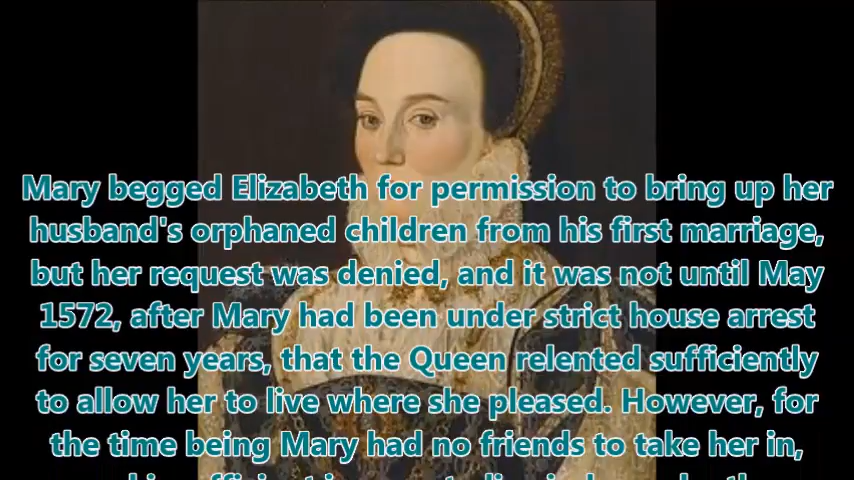 Mary begged Elizabeth for permission to bring up her
husband's orphaned children from his first marriage,
but her request was denied, and it was not until May
1572, after Mary had been under strict house arrest
for seven years, that the Queen relented sufficiently
to allow her to live where she pleased. However, for
the time being Mary had no friends to take her in,